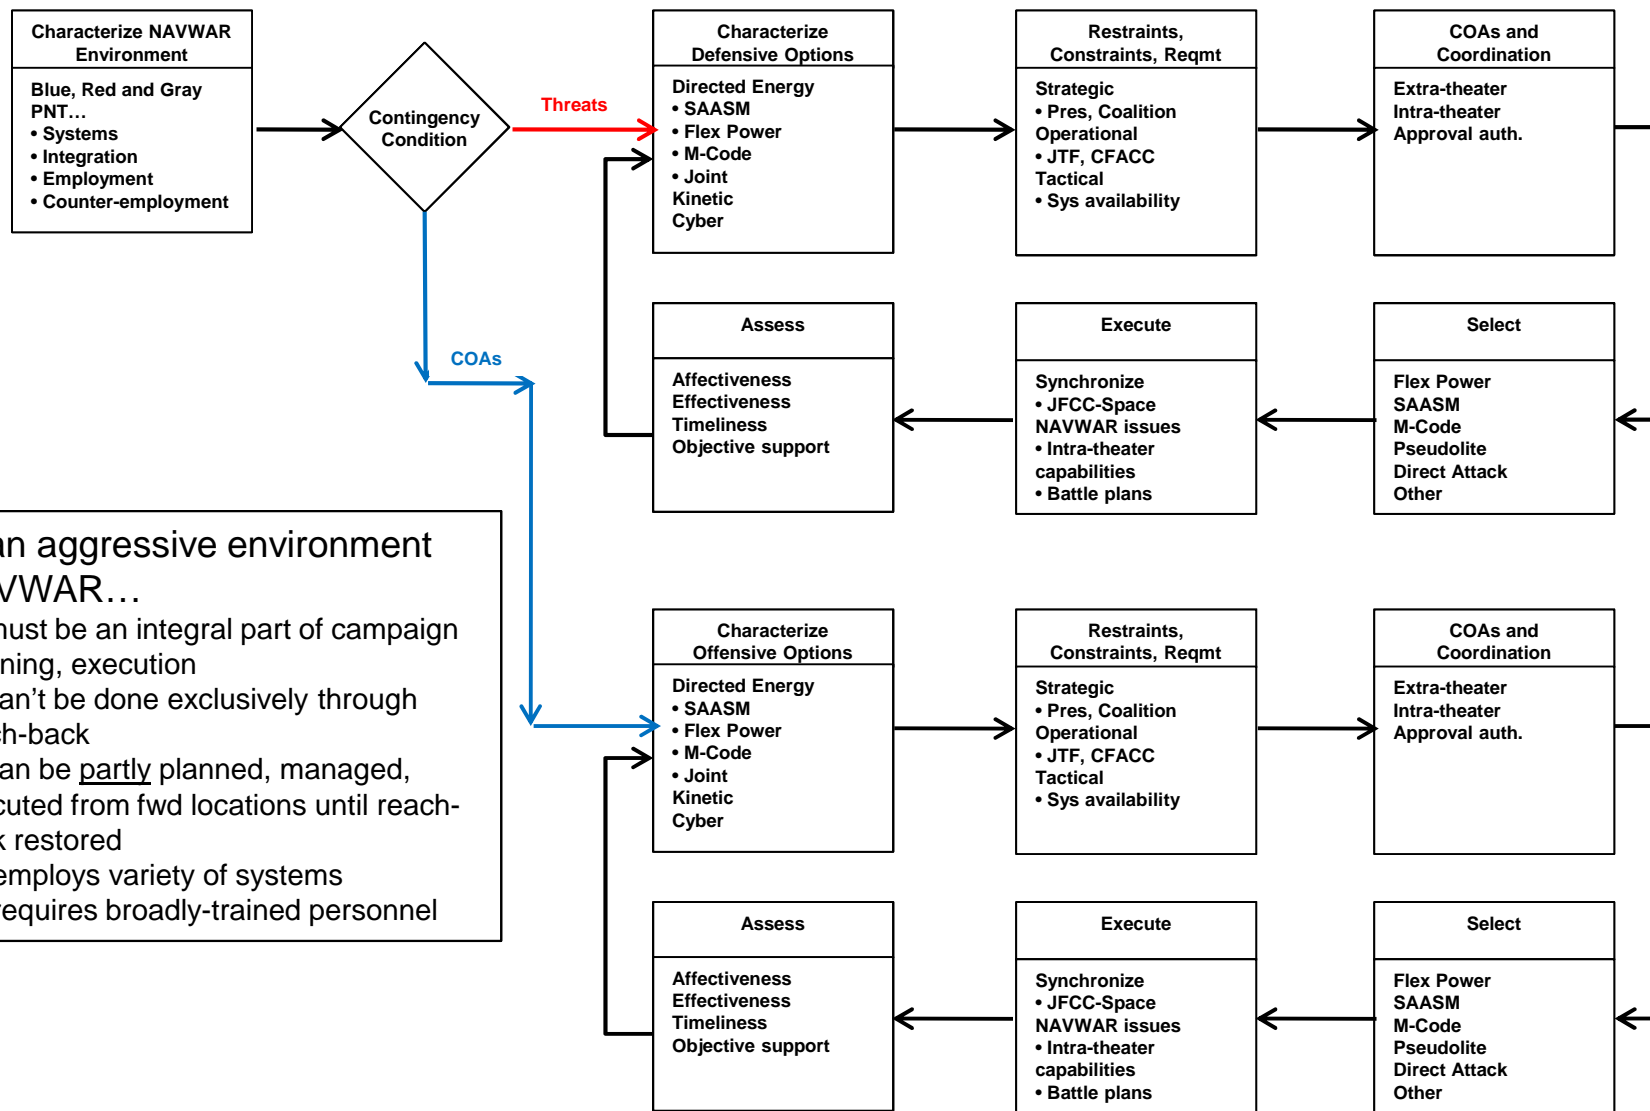 Characterize NAVWAR
Environment
Blue, Red and Gray
PNT…
• Systems
• Integration
• Employment
• Counter-employment
Contingency
Condition
Threats
COAs
Characterize
Defensive Options
Directed Energy
• SAASM
• Flex Power
• M-Code
• Joint
Kinetic
Cyber
Restraints,
Constraints, Reqmt
Strategic
• Pres, Coalition
Operational
• JTF, CFACC
Tactical
• Sys availability
COAs and
Coordination
Extra-theater
Intra-theater
Approval auth.
Assess
Affectiveness
Effectiveness
Timeliness
Objective support
Execute
Synchronize
• JFCC-Space
NAVWAR issues
• Intra-theater
capabilities
• Battle plans
Select
Flex Power
SAASM
M-Code
Pseudolite
Direct Attack
Other
an aggressive environment
VWAR…
must be an integral part of campaign
ning, execution
an’t be done exclusively through
ch-back
an be partly planned, managed,
cuted from fwd locations until reach-
k restored
employs variety of systems
requires broadly-trained personnel
Characterize
Offensive Options
Directed Energy
• SAASM
• Flex Power
• M-Code
• Joint
Kinetic
Cyber
Restraints,
Constraints, Reqmt
Strategic
• Pres, Coalition
Operational
• JTF, CFACC
Tactical
• Sys availability
COAs and
Coordination
Extra-theater
Intra-theater
Approval auth.
Assess
Affectiveness
Effectiveness
Timeliness
Objective support
Execute
Synchronize
• JFCC-Space
NAVWAR issues
• Intra-theater
capabilities
• Battle plans
Select
Flex Power
SAASM
M-Code
Pseudolite
Direct Attack
Other